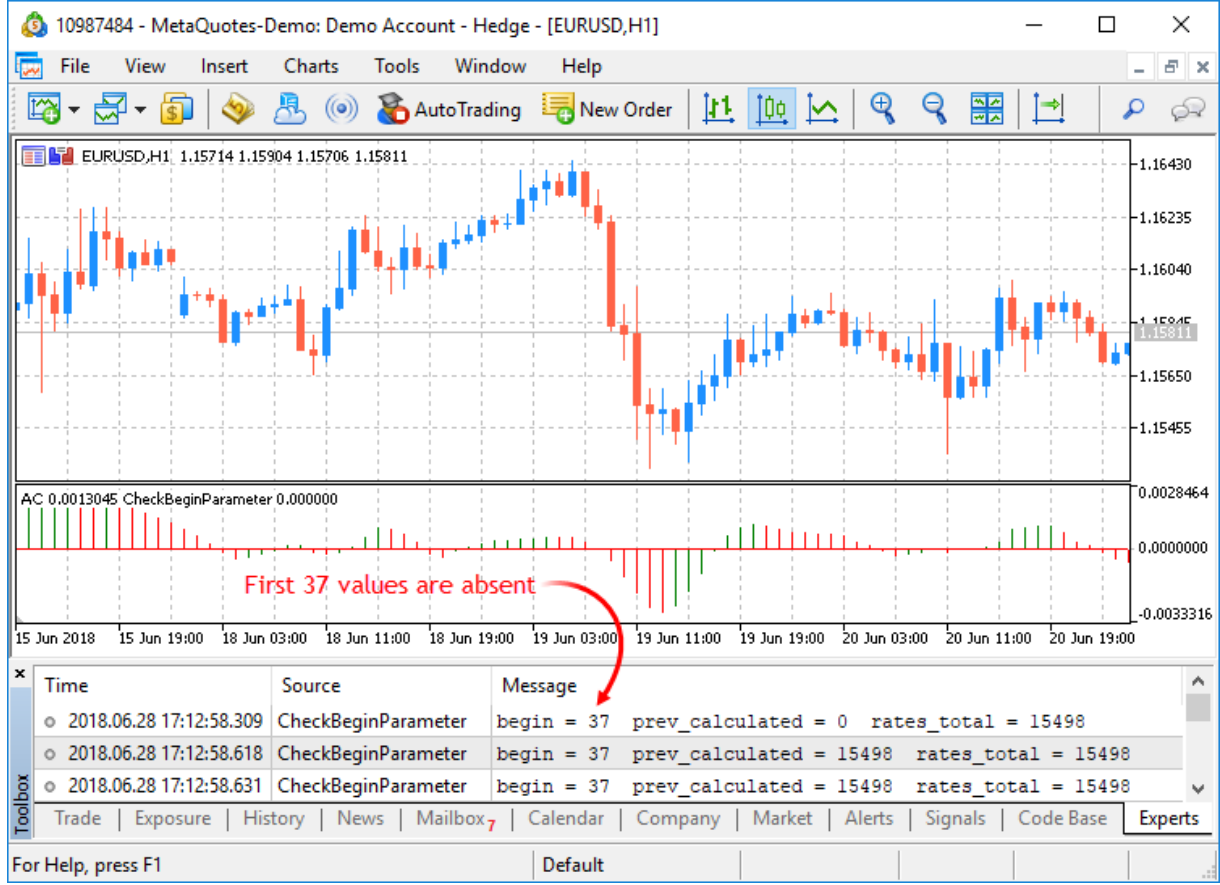 10987484 - MetaQuotes-Demo: Demo Account - Hedge - [EURUSD,H1]
File View Insert Charts Tools Window Help
AutoTrading New Order
EURUSD,H1 1.15714 1.15904 1.15706 1.15811
1.16430
1.16235
1.16040
1.15845
1.15811
1.15650
1.15455
AC 0.0013045 CheckBeginParameter 0.000000
0.0028464
0.0000000
First 37 values are absent
-0.0033316
15 Jun 2018 15 Jun 19:00 18 Jun 03:00 18 Jun 11:00 18 Jun 19:00 19 Jun 03:00 19 Jun 11:00 19 Jun 19:00 20 Jun 03:00 20 Jun 11:00 20 Jun 19:00
Time Source Message
2018.06.28 17:12:58.309 CheckBeginParameter begin = 37 prev_calculated = 0 rates_total = 15498
2018.06.28 17:12:58.618 CheckBeginParameter begin = 37 prev_calculated = 15498 rates_total = 15498
2018.06.28 17:12:58.631 CheckBeginParameter begin = 37 prev_calculated = 15498 rates_total = 15498
Toolbox
Trade | Exposure | History | News | Mailbox 7 | Calendar | Company | Market | Alerts | Signals | Code Base | Experts
For Help, press F1 Default